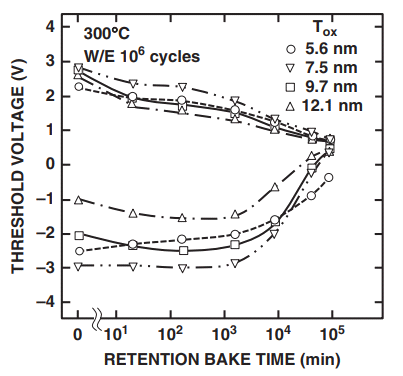 300°C
W/E 10⁶ cycles
Tₒₓ
5.6 nm
7.5 nm
9.7 nm
12.1 nm
THRESHOLD VOLTAGE (V)
4
3
2
1
0
−1
−2
−3
−4
0 10¹ 10² 10³ 10⁴ 10⁵
RETENTION BAKE TIME (min)